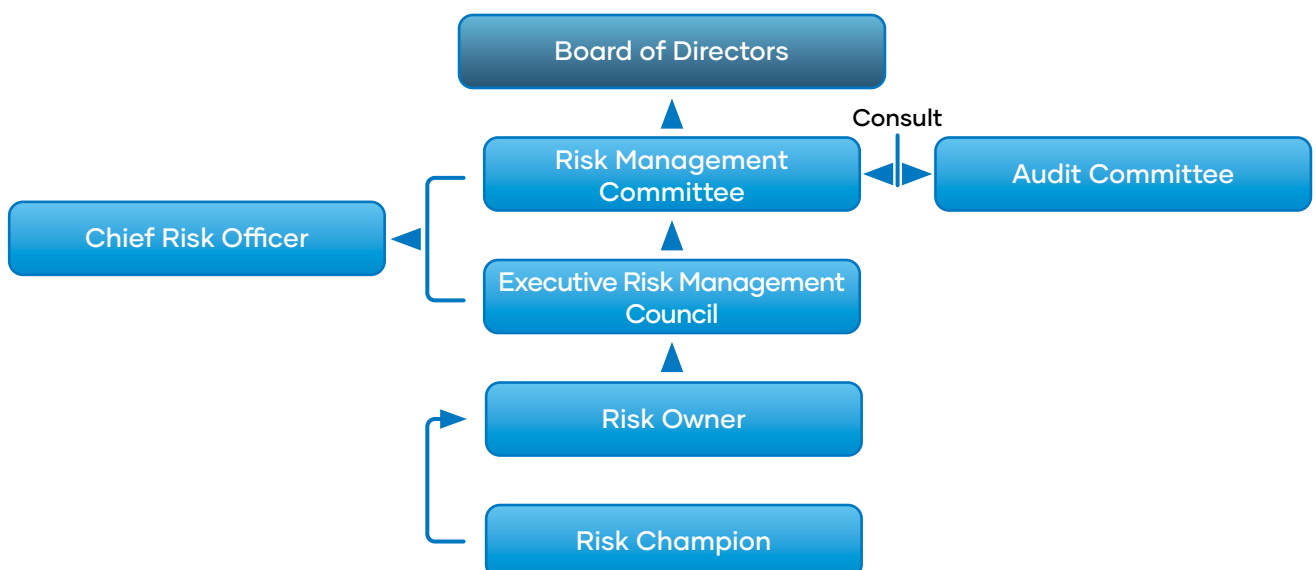 Board of Directors
Consult
Risk Management
Committee
Audit Committee
Chief Risk Officer
Executive Risk Management
Council
Risk Owner
Risk Champion